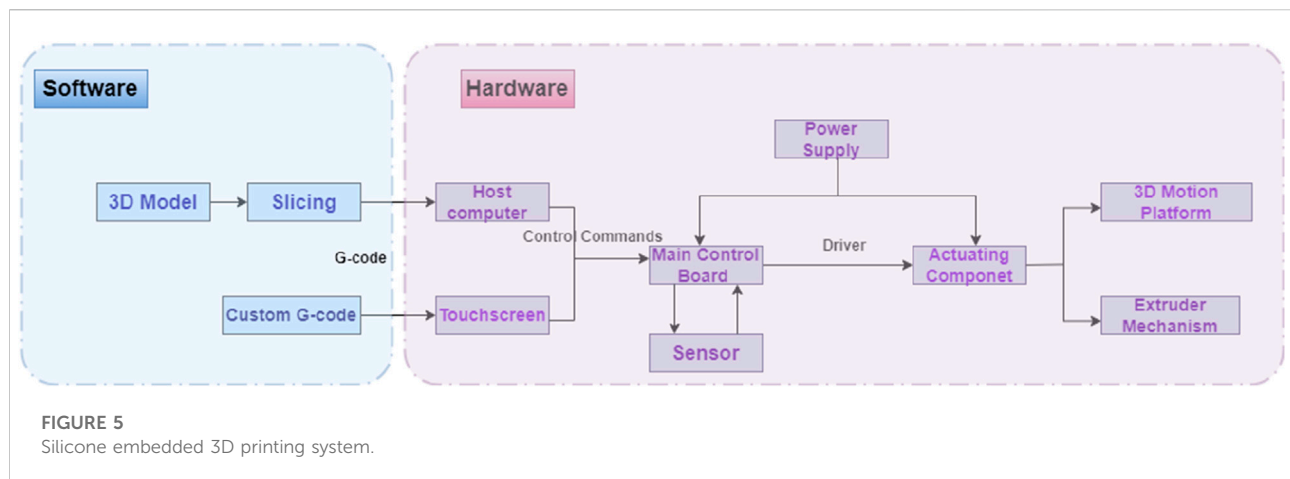 Software
Hardware
Power
Supply
3D Model
Slicing
Host
computer
3D Motion
Platform
Control Commands
G-code
Main Control
Board
Driver
Actuating
Componet
Custom G-code
Touchscreen
Extruder
Mechanism
Sensor
FIGURE 5
Silicone embedded 3D printing system.